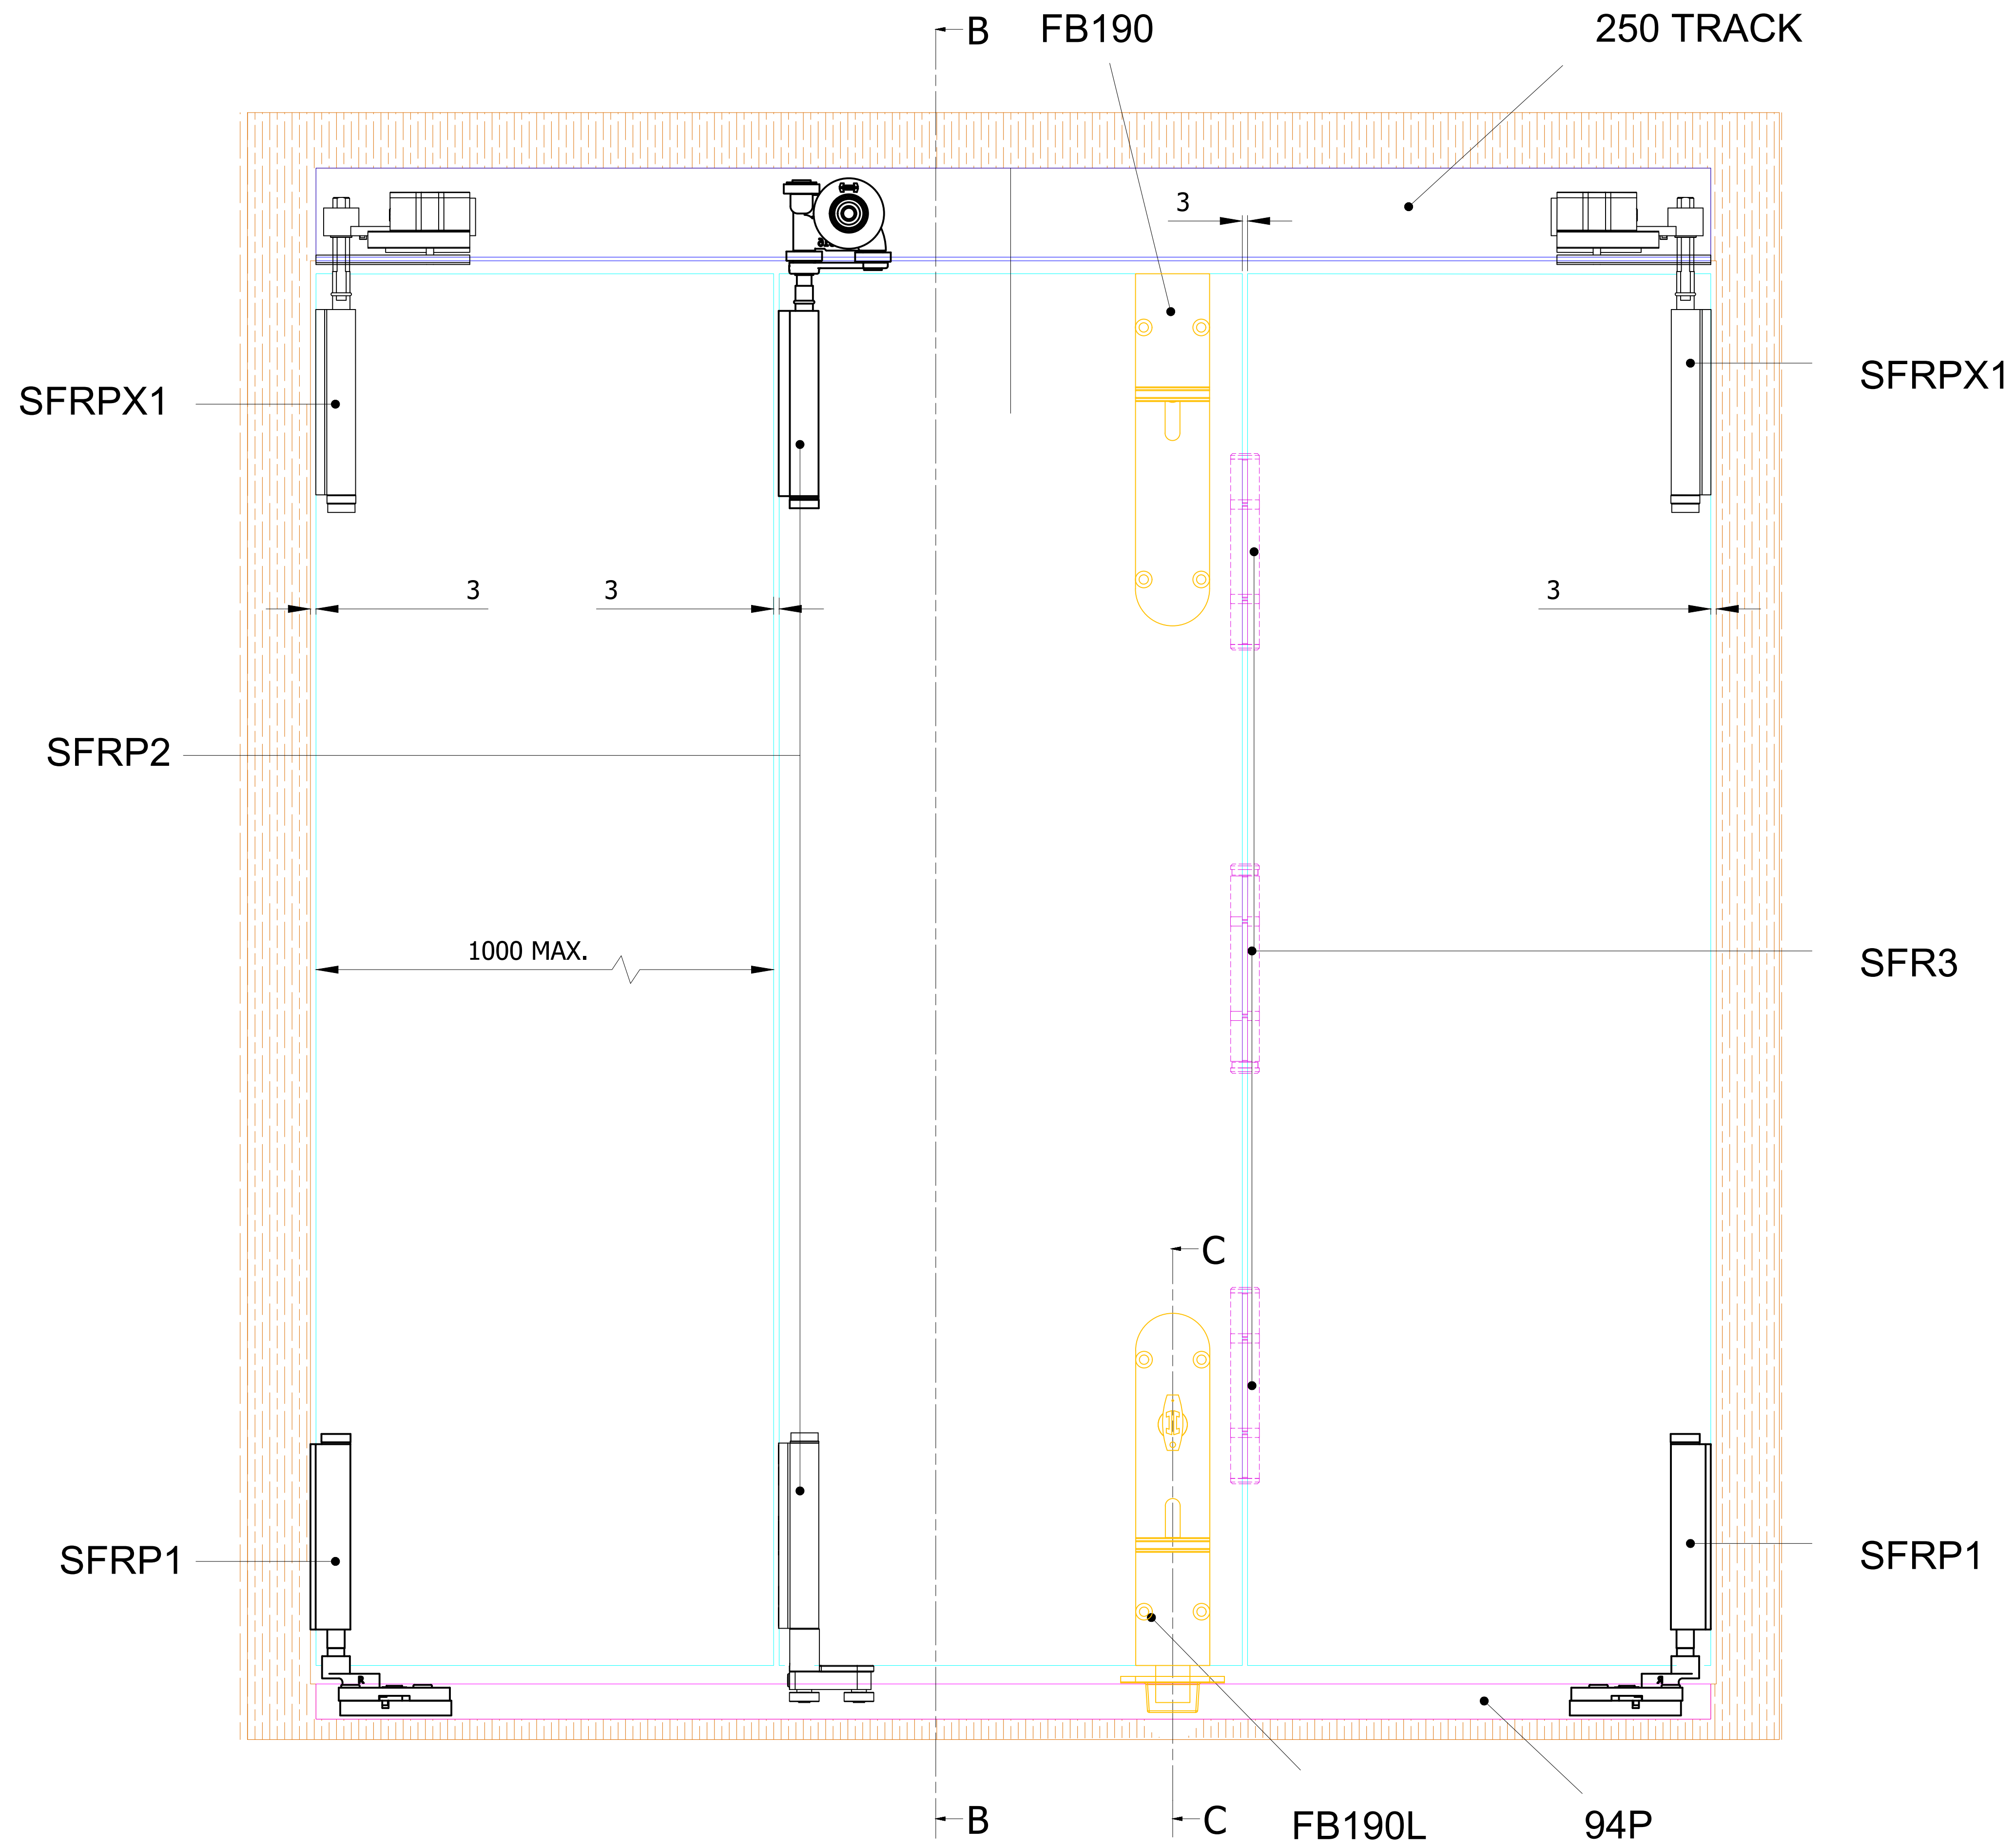 B
FB190
250 TRACK
3
SFRPX1
SFRPX1
3
3
3
SFRP2
1000 MAX.
SFR3
C
SFRP1
SFRP1
B
C
FB190L
94P